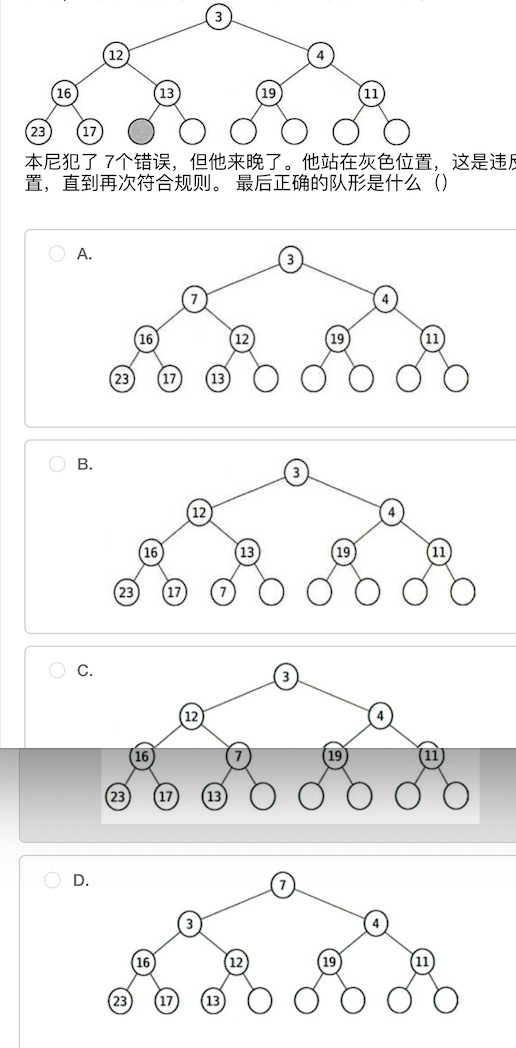 3
12 4
16 13 19 11
23 17
本尼犯了 7个错误，但他来晚了。他站在灰色位置，这是违反
置，直到再次符合规则。 最后正确的队形是什么（）
A.
3
7 4
16 12 19 11
23 17 13
B.
3
12 4
16 13 19 11
23 17 7
C.
3
12 4
16 7 19 11
23 17 13
D.
7
3 4
16 12 19 11
23 17 13